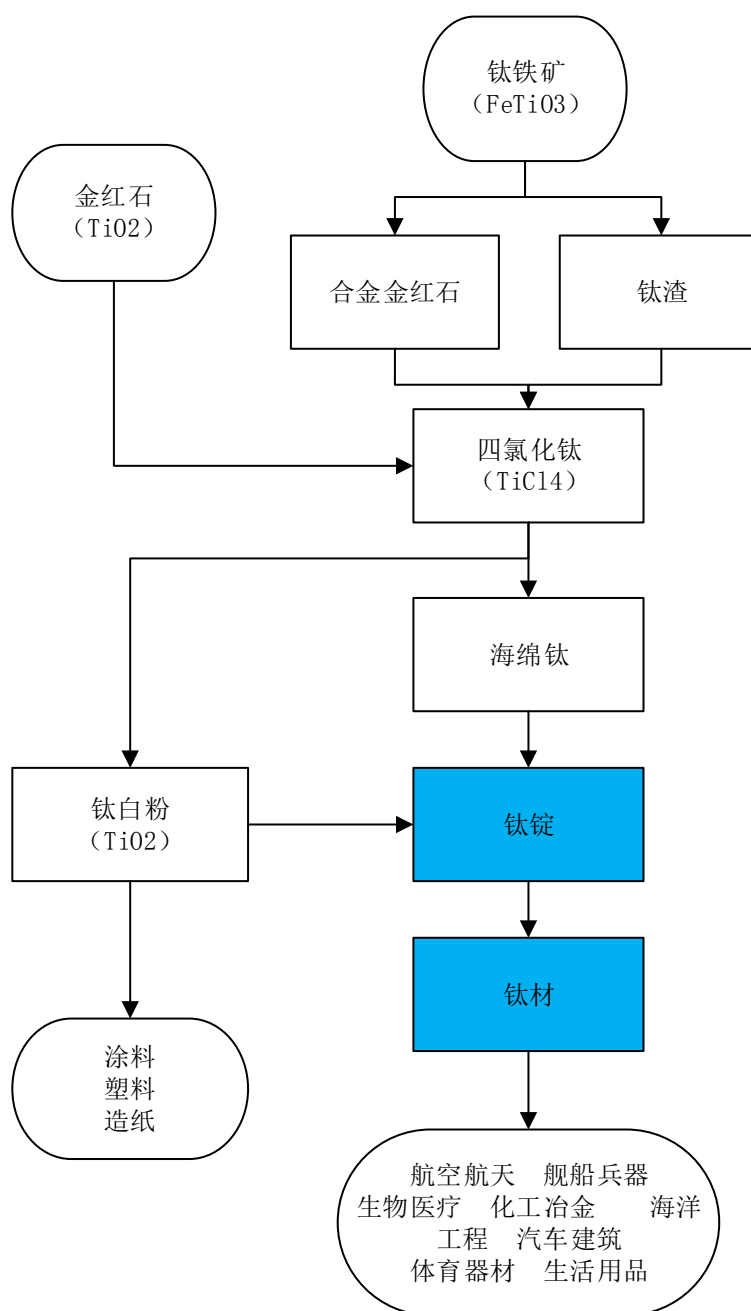 钛铁矿
（FeTiO3）
金红石
（TiO2）
合金金红石
钛渣
四氯化钛
（TiCl4）
海绵钛
钛白粉
（TiO2）
钛锭
钛材
涂料
塑料
造纸
航空航天 舰船兵器
生物医疗 化工冶金 海洋
工程 汽车建筑
体育器材 生活用品